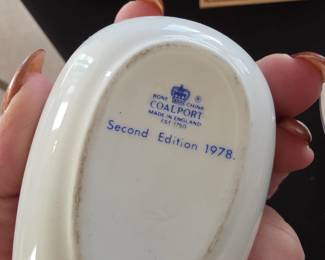 BONE CHINA
COALPORT
MADE IN ENGLAND
EST. 1750
Second Edition 1978.